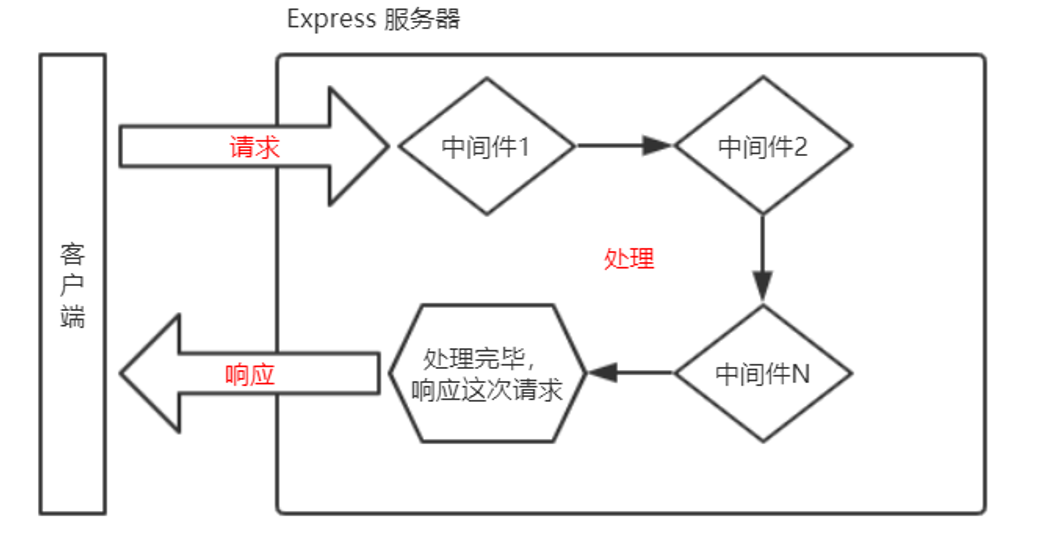 Express 服务器
客户端
请求
中间件1
中间件2
处理
响应
处理完毕，
响应这次请求
中间件N